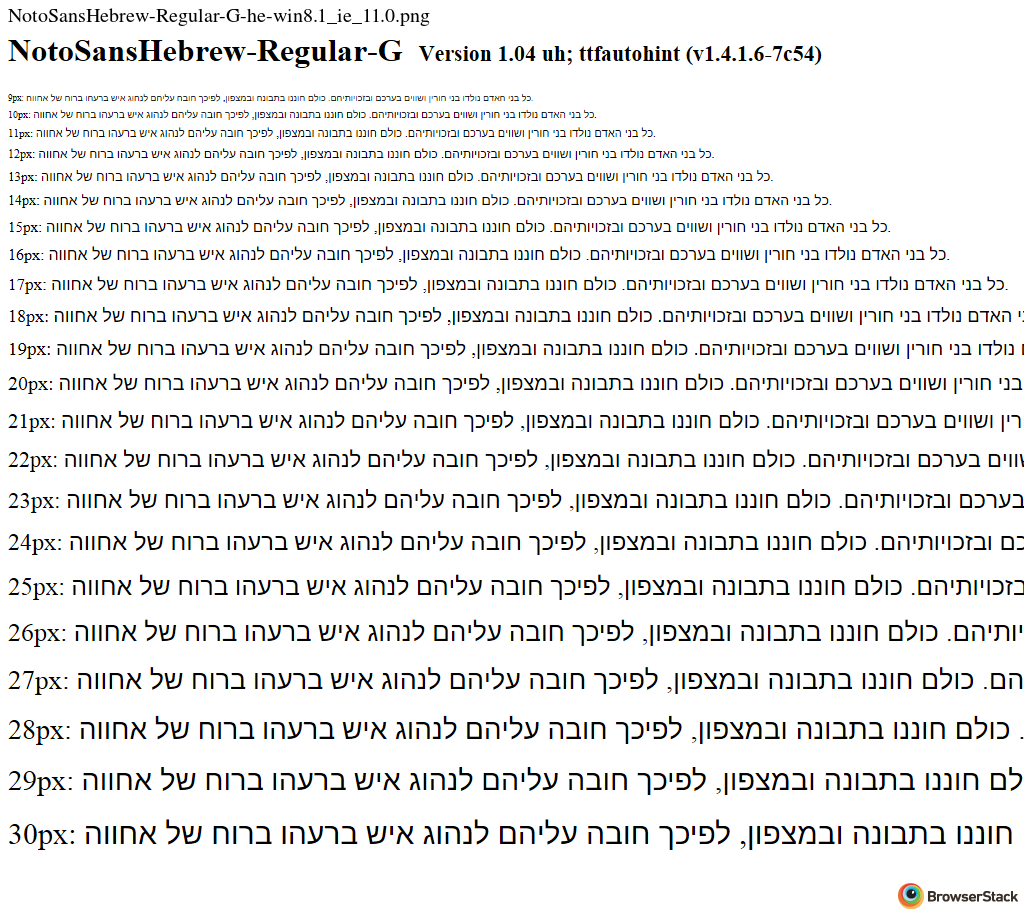 NotoSansHebrew-Regular-G-he-win8.1_ie_11.0.png
NotoSansHebrew-Regular-G Version 1.04 uh; ttfautohint (v1.4.1.6-7c54)
9px: כל בני האדם נולדו בני חורין ושווים בערכם ובזכויותיהם. כולם חוננו בתבונה ובמצפון, לפיכך חובה עליהם לנהוג איש ברעהו ברוח של אחווה.
10px: כל בני האדם נולדו בני חורין ושווים בערכם ובזכויותיהם. כולם חוננו בתבונה ובמצפון, לפיכך חובה עליהם לנהוג איש ברעהו ברוח של אחווה.
11px: כל בני האדם נולדו בני חורין ושווים בערכם ובזכויותיהם. כולם חוננו בתבונה ובמצפון, לפיכך חובה עליהם לנהוג איש ברעהו ברוח של אחווה.
12px: כל בני האדם נולדו בני חורין ושווים בערכם ובזכויותיהם. כולם חוננו בתבונה ובמצפון, לפיכך חובה עליהם לנהוג איש ברעהו ברוח של אחווה.
13px: כל בני האדם נולדו בני חורין ושווים בערכם ובזכויותיהם. כולם חוננו בתבונה ובמצפון, לפיכך חובה עליהם לנהוג איש ברעהו ברוח של אחווה.
14px: כל בני האדם נולדו בני חורין ושווים בערכם ובזכויותיהם. כולם חוננו בתבונה ובמצפון, לפיכך חובה עליהם לנהוג איש ברעהו ברוח של אחווה.
15px: כל בני האדם נולדו בני חורין ושווים בערכם ובזכויותיהם. כולם חוננו בתבונה ובמצפון, לפיכך חובה עליהם לנהוג איש ברעהו ברוח של אחווה.
16px: כל בני האדם נולדו בני חורין ושווים בערכם ובזכויותיהם. כולם חוננו בתבונה ובמצפון, לפיכך חובה עליהם לנהוג איש ברעהו ברוח של אחווה.
17px: כל בני האדם נולדו בני חורין ושווים בערכם ובזכויותיהם. כולם חוננו בתבונה ובמצפון, לפיכך חובה עליהם לנהוג איש ברעהו ברוח של אחווה.
18px: י האדם נולדו בני חורין ושווים בערכם ובזכויותיהם. כולם חוננו בתבונה ובמצפון, לפיכך חובה עליהם לנהוג איש ברעהו ברוח של אחווה
19px: נולדו בני חורין ושווים בערכם ובזכויותיהם. כולם חוננו בתבונה ובמצפון, לפיכך חובה עליהם לנהוג איש ברעהו ברוח של אחווה
20px: בני חורין ושווים בערכם ובזכויותיהם. כולם חוננו בתבונה ובמצפון, לפיכך חובה עליהם לנהוג איש ברעהו ברוח של אחווה
21px: רין ושווים בערכם ובזכויותיהם. כולם חוננו בתבונה ובמצפון, לפיכך חובה עליהם לנהוג איש ברעהו ברוח של אחווה
22px: שווים בערכם ובזכויותיהם. כולם חוננו בתבונה ובמצפון, לפיכך חובה עליהם לנהוג איש ברעהו ברוח של אחווה
23px: בערכם ובזכויותיהם. כולם חוננו בתבונה ובמצפון, לפיכך חובה עליהם לנהוג איש ברעהו ברוח של אחווה
24px: כם ובזכויותיהם. כולם חוננו בתבונה ובמצפון, לפיכך חובה עליהם לנהוג איש ברעהו ברוח של אחווה
25px: בזכויותיהם. כולם חוננו בתבונה ובמצפון, לפיכך חובה עליהם לנהוג איש ברעהו ברוח של אחווה
26px: יותיהם. כולם חוננו בתבונה ובמצפון, לפיכך חובה עליהם לנהוג איש ברעהו ברוח של אחווה
27px: הם. כולם חוננו בתבונה ובמצפון, לפיכך חובה עליהם לנהוג איש ברעהו ברוח של אחווה
28px: . כולם חוננו בתבונה ובמצפון, לפיכך חובה עליהם לנהוג איש ברעהו ברוח של אחווה
29px: לם חוננו בתבונה ובמצפון, לפיכך חובה עליהם לנהוג איש ברעהו ברוח של אחווה
30px: חוננו בתבונה ובמצפון, לפיכך חובה עליהם לנהוג איש ברעהו ברוח של אחווה
BrowserStack